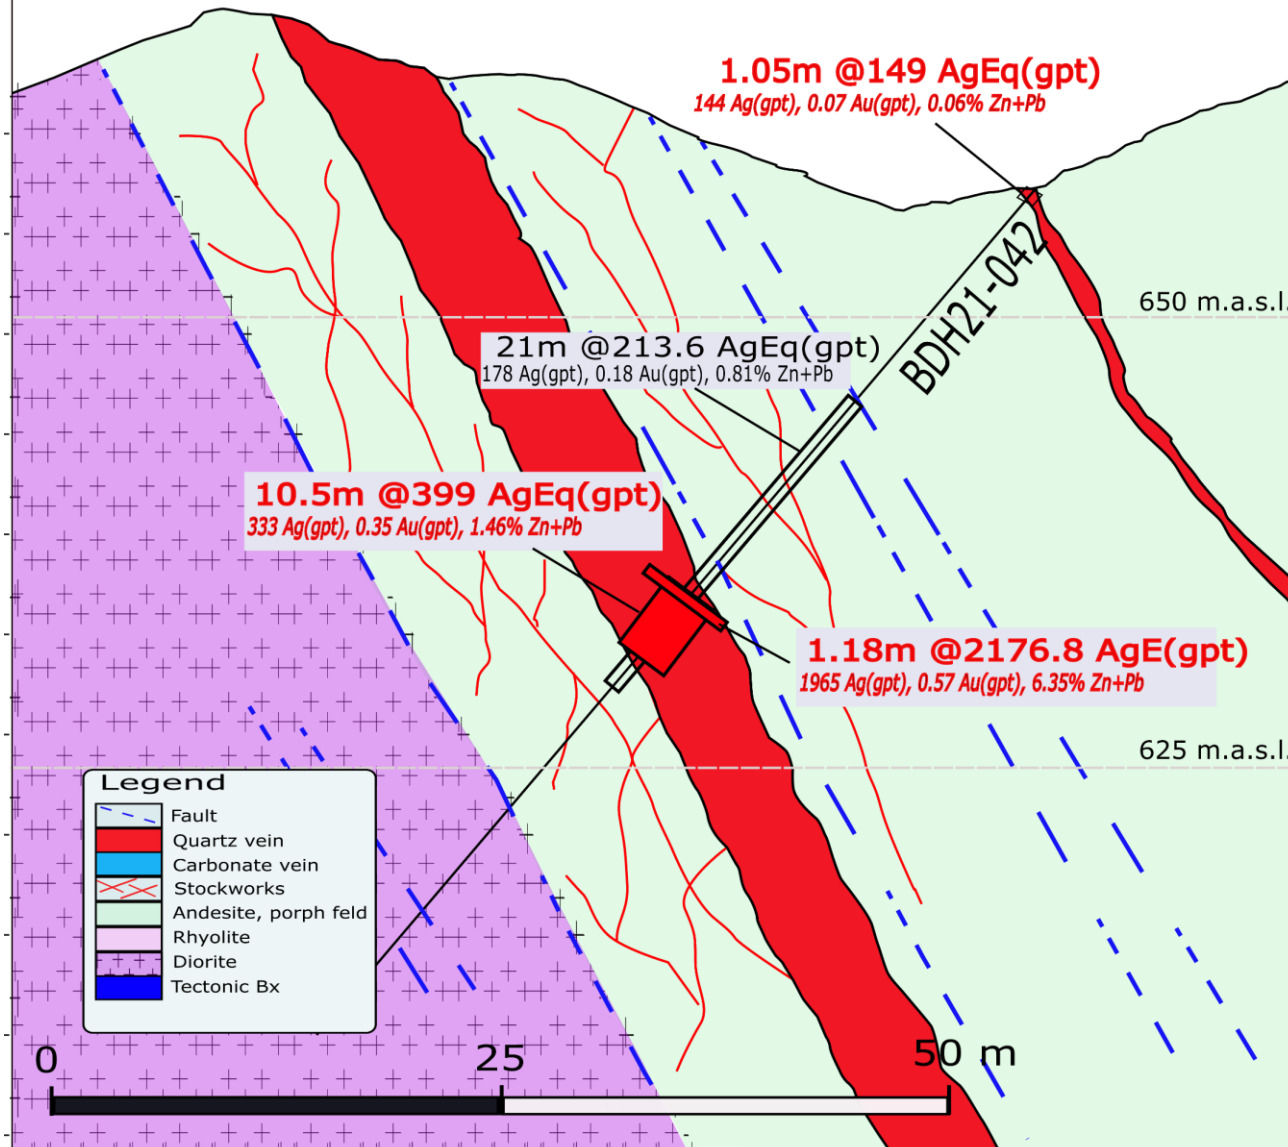 1.05m @149 AgEq(gpt)
144 Ag(gpt), 0.07 Au(gpt), 0.06% Zn+Pb
BDH21-042
650 m.a.s.l.
21m @213.6 AgEq(gpt)
178 Ag(gpt), 0.18 Au(gpt), 0.81% Zn+Pb
10.5m @399 AgEq(gpt)
333 Ag(gpt), 0.35 Au(gpt), 1.46% Zn+Pb
1.18m @2176.8 AgE(gpt)
1965 Ag(gpt), 0.57 Au(gpt), 6.35% Zn+Pb
625 m.a.s.l.
Legend
Fault
Quartz vein
Carbonate vein
Stockworks
Andesite, porph feld
Rhyolite
Diorite
Tectonic Bx
0 25 50 m